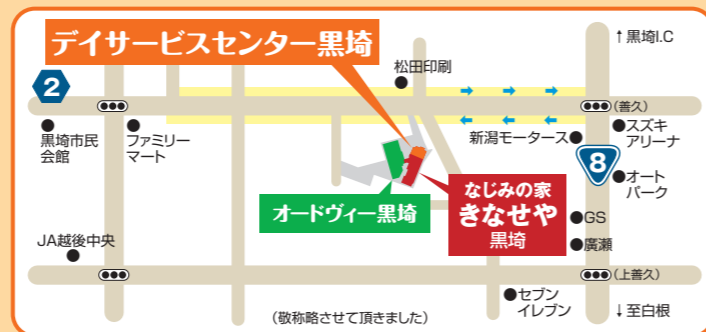 デイサービスセンター黒埼
↑黒埼I.C
松田印刷
2
(善久)
黒埼市民
会館
ファミリー
マート
新潟モータース
スズキ
アリーナ
8
オート
パーク
なじみの家
きなせや
黒埼
オードヴィー黒埼
GS
JA越後中央
廣瀬
(上善久)
セブン
イレブン
(敬称略させて頂きました)
↓至白根